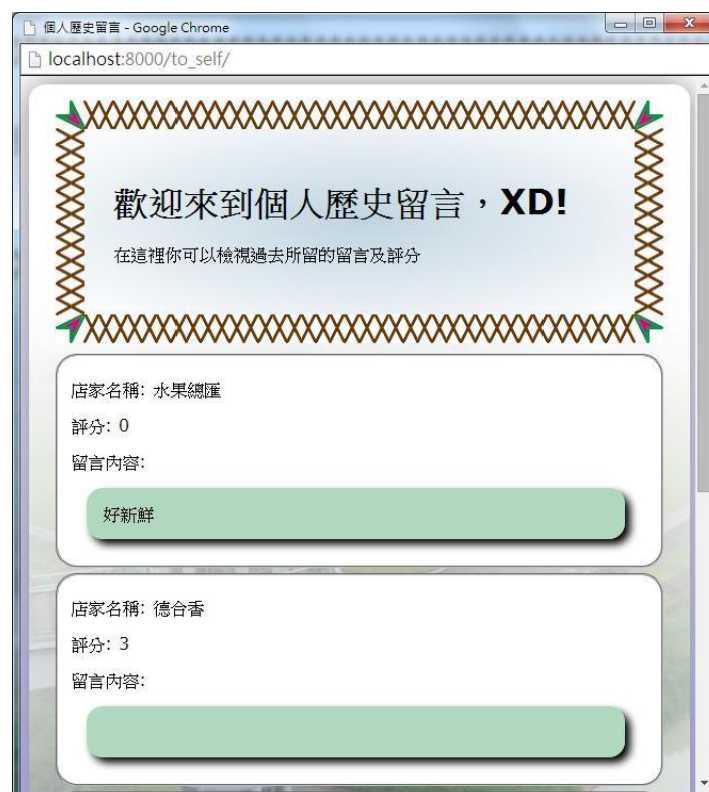 個人歷史留言 - Google Chrome
localhost:8000/to_self/
歡迎來到個人歷史留言，XD!
在這裡你可以檢視過去所留的留言及評分
店家名稱: 水果總匯
評分: 0
留言內容:
好新鮮
店家名稱: 德合香
評分: 3
留言內容: